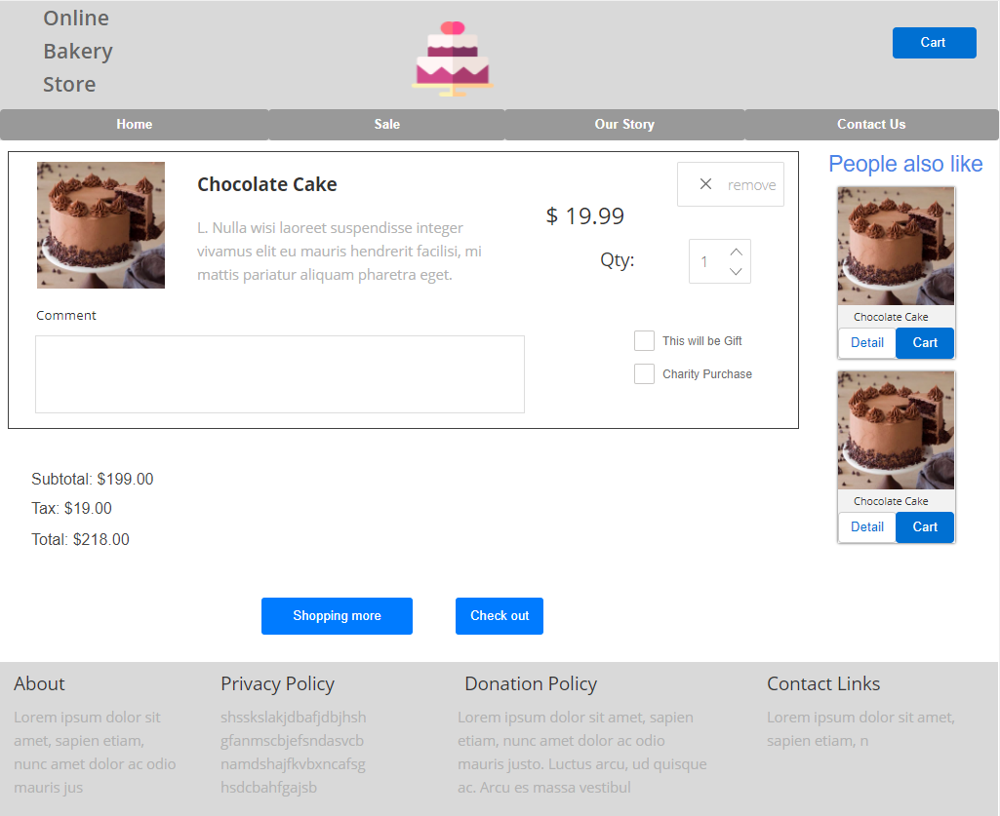 Online
Bakery
Store
Cart
Home
Sale
Our Story
Contact Us
Chocolate Cake
L. Nulla wisi laoreet suspendisse integer
vivamus elit eu mauris hendrerit facilisi, mi
mattis pariatur aliquam pharetra eget.
$ 19.99
remove
Qty:
1
Comment
This will be Gift
Charity Purchase
People also like
Chocolate Cake
Detail
Cart
Chocolate Cake
Detail
Cart
Subtotal: $199.00
Tax: $19.00
Total: $218.00
Shopping more
Check out
About
Lorem ipsum dolor sit
amet, sapien etiam,
nunc amet dolor ac odio
mauris jus
Privacy Policy
shsskslakjdbafjdbjhsh
gfanmscbjefsndasvcb
namdshajfkvbxncafsg
hsdcbahfgajsb
Donation Policy
Lorem ipsum dolor sit amet, sapien
etiam, nunc amet dolor ac odio
mauris justo. Luctus arcu, ud quisque
ac. Arcu es massa vestibul
Contact Links
Lorem ipsum dolor sit amet,
sapien etiam, n